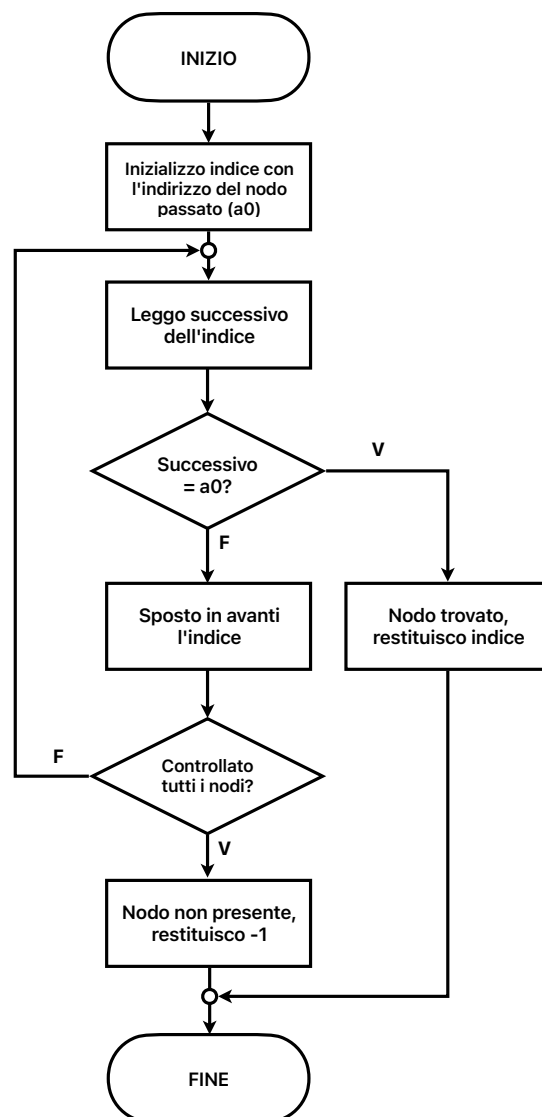 INIZIO
Inizializzo indice con
l'indirizzo del nodo
passato (a0)
Leggo successivo
dell'indice
Successivo
= a0?
V
F
Sposto in avanti
l'indice
Nodo trovato,
restituisco indice
Controllato
tutti i nodi?
F
V
Nodo non presente,
restituisco -1
FINE